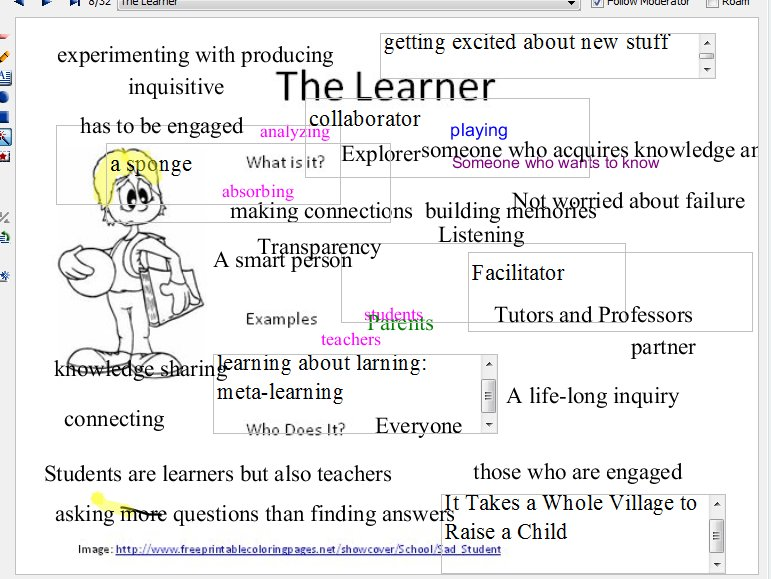 8/32 The Learner Follow Moderator Roam
getting excited about new stuff
experimenting with producing
inquisitive
The Learner
collaborator
has to be engaged
analyzing
playing
a sponge
What is it?
Explorer
someone who acquires knowledge an
Someone who wants to know
absorbing
Not worried about failure
making connections
building memories
Listening
Transparency
A smart person
Facilitator
Examples
students
Parents
Tutors and Professors
teachers
partner
knowledge sharing
learning about larning:
meta-learning
A life-long inquiry
connecting
Who Does It?
Everyone
Students are learners but also teachers
those who are engaged
asking more questions than finding answers
It Takes a Whole Village to
Raise a Child
Image: http://www.freeprintablecoloringpages.net/showcover/School/Sad_Student